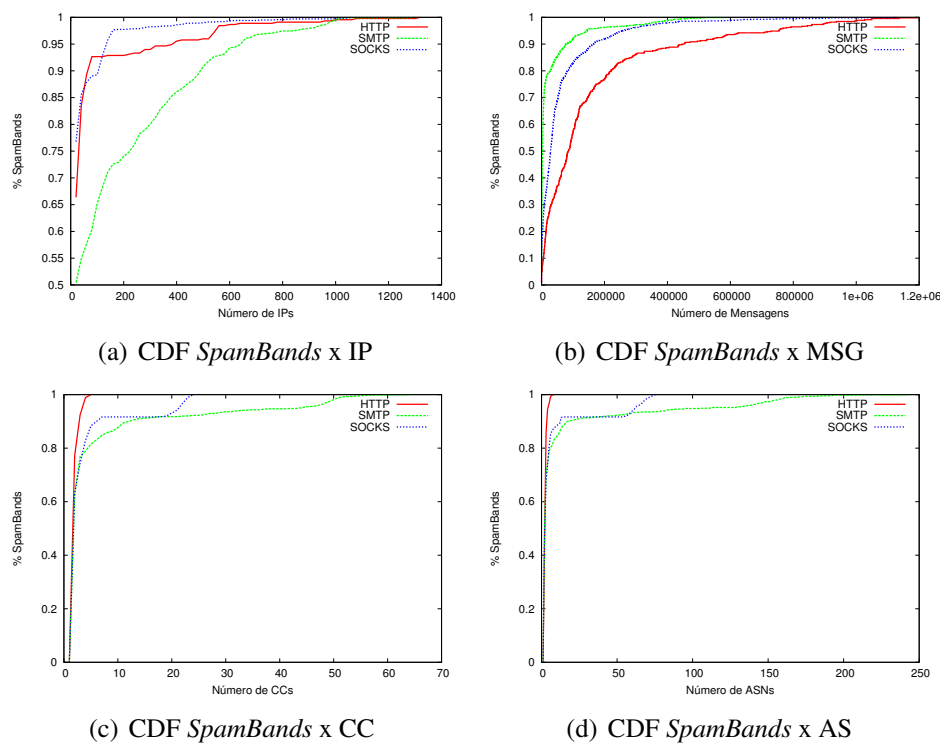 1
0.95
0.9
0.85
0.8
0.75
0.7
0.65
0.6
0.55
0.5
0
200
400
600
800
1000
1200
1400
% SpamBands
Número de IPs
HTTP
SMTP
SOCKS
(a) CDF SpamBands x IP
1
0.9
0.8
0.7
0.6
0.5
0.4
0.3
0.2
0.1
0
0
200000
400000
600000
800000
1e+06
1.2e+06
% SpamBands
Número de Mensagens
HTTP
SMTP
SOCKS
(b) CDF SpamBands x MSG
1
0.8
0.6
0.4
0.2
0
0
10
20
30
40
50
60
70
% SpamBands
Número de CCs
HTTP
SMTP
SOCKS
(c) CDF SpamBands x CC
1
0.8
0.6
0.4
0.2
0
0
50
100
150
200
250
% SpamBands
Número de ASNs
HTTP
SMTP
SOCKS
(d) CDF SpamBands x AS